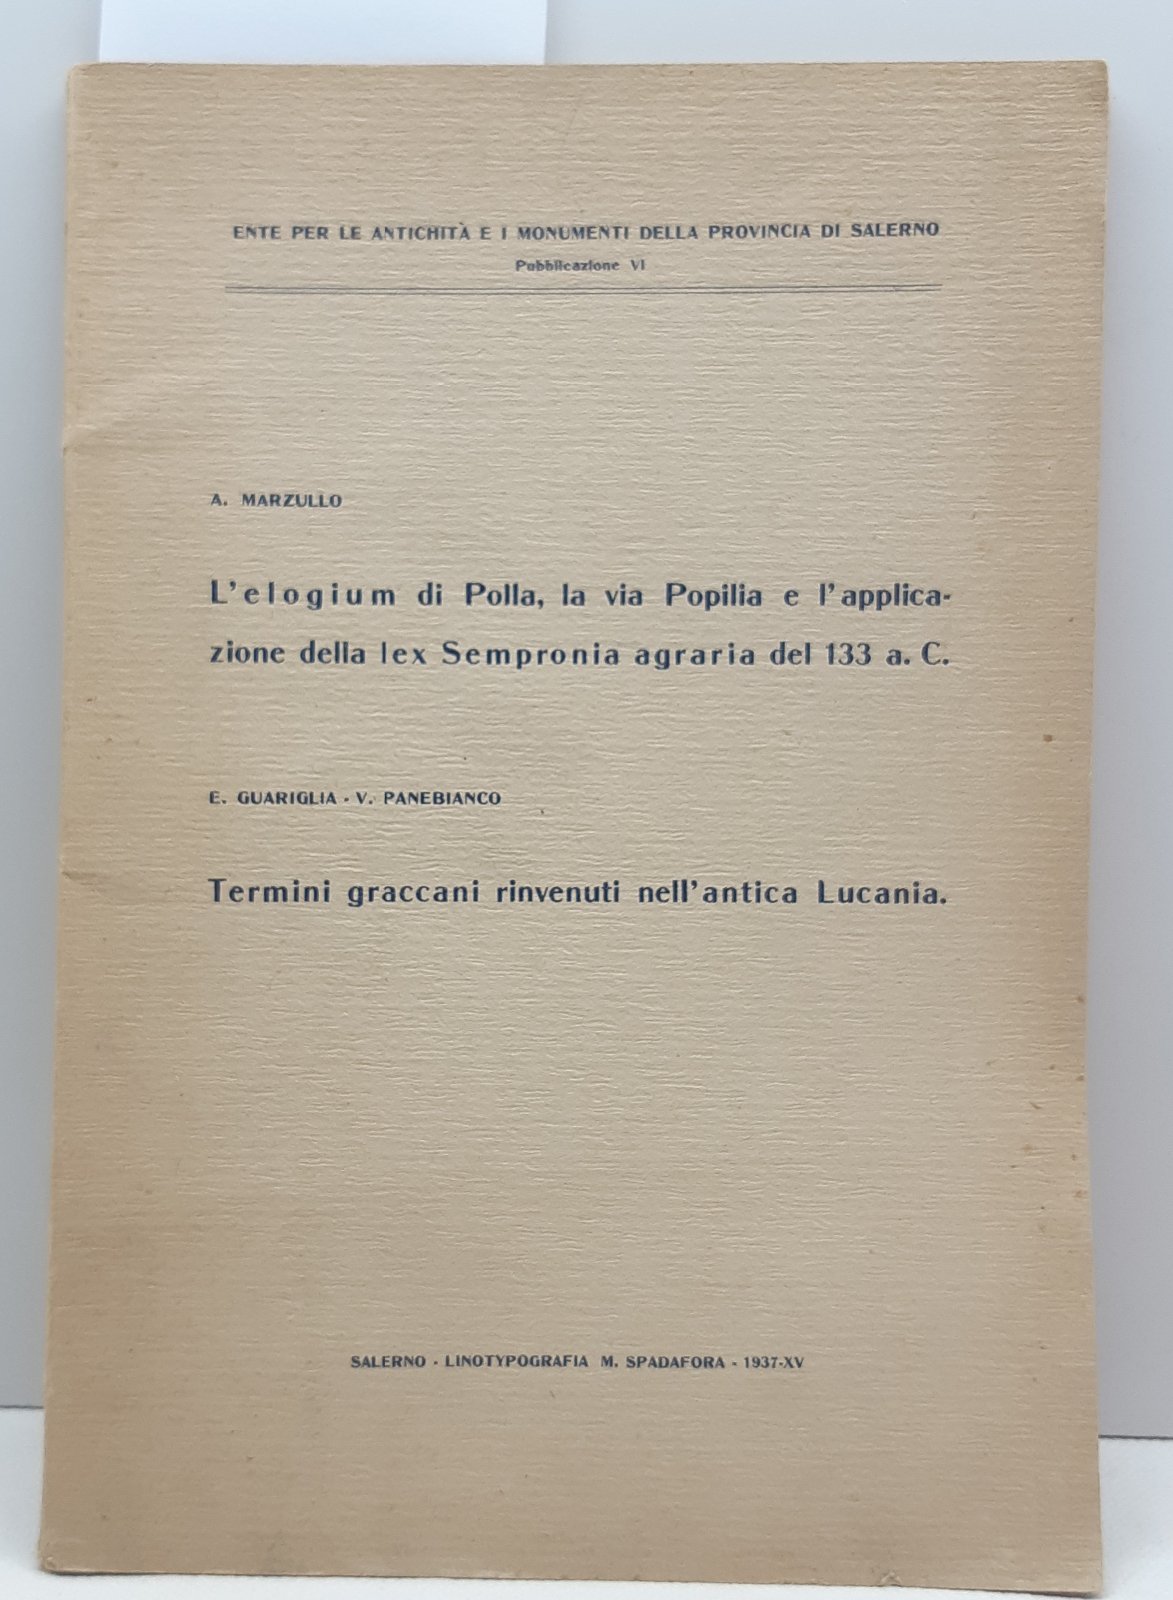 ENTE PER LE ANTICHITÀ E I MONUMENTI DELLA PROVINCIA DI SALERNO
Pubblicazione VI
A. MARZULLO
L'elogium di Polla, la via Popilia e l'applica-
zione della lex Sempronia agraria del 133 a. C.
E. GUARIGLIA - V. PANEBIANCO
Termini graccani rinvenuti nell'antica Lucania.
SALERNO - LINOTYPOGRAFIA M. SPADAFORA - 1937-XV